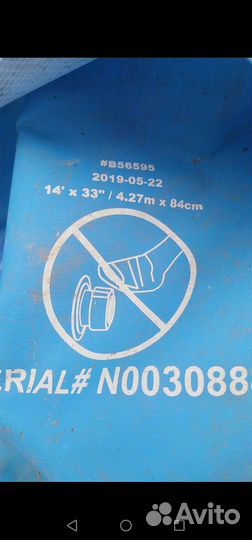 #B56595
2019-05-22
14' x 33" / 4.27m x 84cm
ERIAL# N003088
Avito